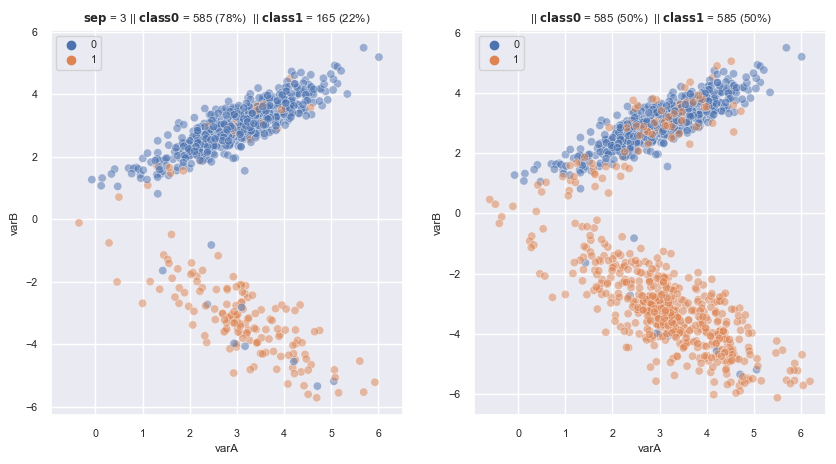 sep = 3 || class0 = 585 (78%) || class1 = 165 (22%)
0
1
6
4
2
0
−2
−4
−6
varB
0 1 2 3 4 5 6
varA
|| class0 = 585 (50%) || class1 = 585 (50%)
0
1
6
4
2
0
−2
−4
−6
varB
0 1 2 3 4 5 6
varA